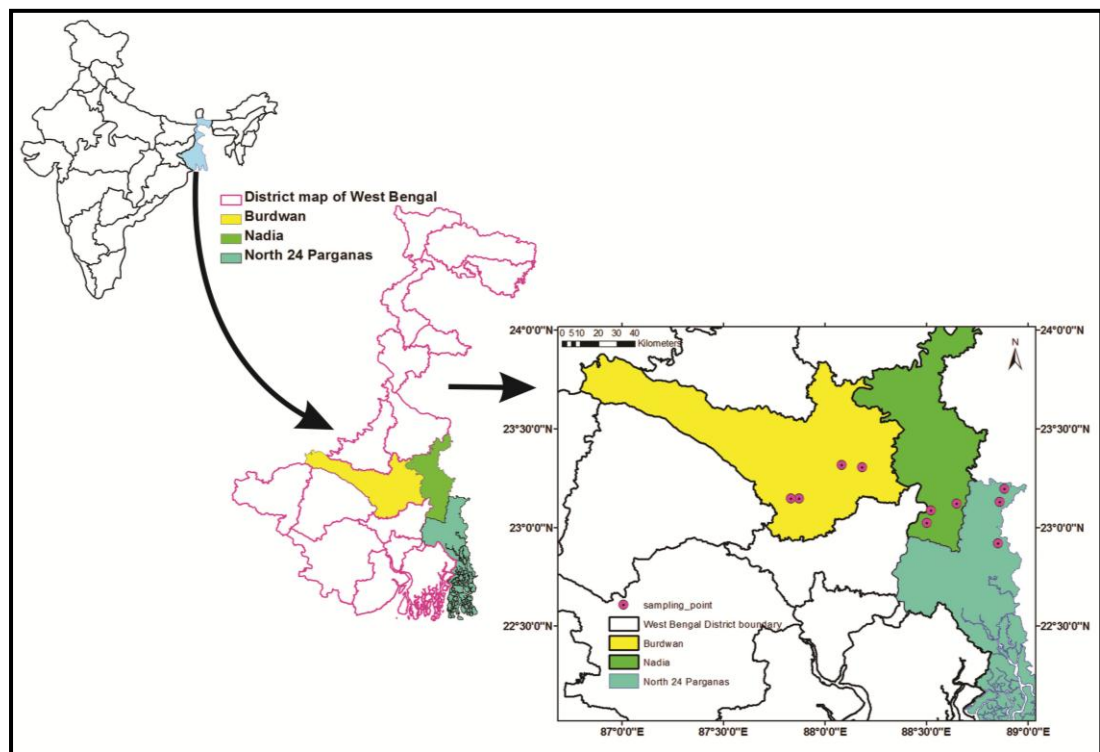 District map of West Bengal
Burdwan
Nadia
North 24 Parganas
24°0'0"N
24°0'0"N
0 5 10 20 30 40
Kilometers
N
23°30'0"N
23°30'0"N
23°0'0"N
23°0'0"N
22°30'0"N
22°30'0"N
sampling_point
West Bengal District boundary
Burdwan
Nadia
North 24 Parganas
87°0'0"E
87°30'0"E
88°0'0"E
88°30'0"E
89°0'0"E